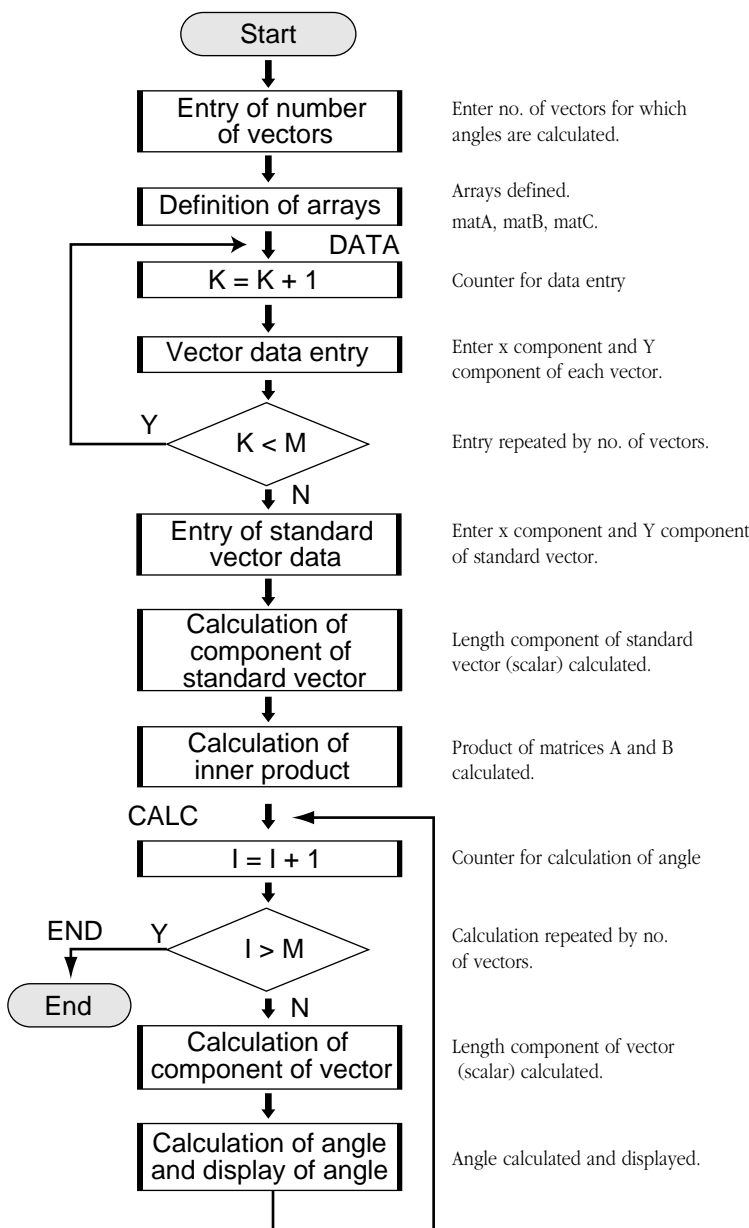 Start
Entry of number
of vectors
Enter no. of vectors for which
angles are calculated.
Definition of arrays
Arrays defined.
matA, matB, matC.
DATA
K = K + 1
Counter for data entry
Vector data entry
Enter x component and Y
component of each vector.
Y
K < M
Entry repeated by no. of vectors.
N
Entry of standard
vector data
Enter x component and Y component
of standard vector.
Calculation of
component of
standard vector
Length component of standard
vector (scalar) calculated.
Calculation of
inner product
Product of matrices A and B
calculated.
CALC
I = I + 1
Counter for calculation of angle
END
Y
I > M
Calculation repeated by no.
of vectors.
End
N
Calculation of
component of vector
Length component of vector
(scalar) calculated.
Calculation of angle
and display of angle
Angle calculated and displayed.